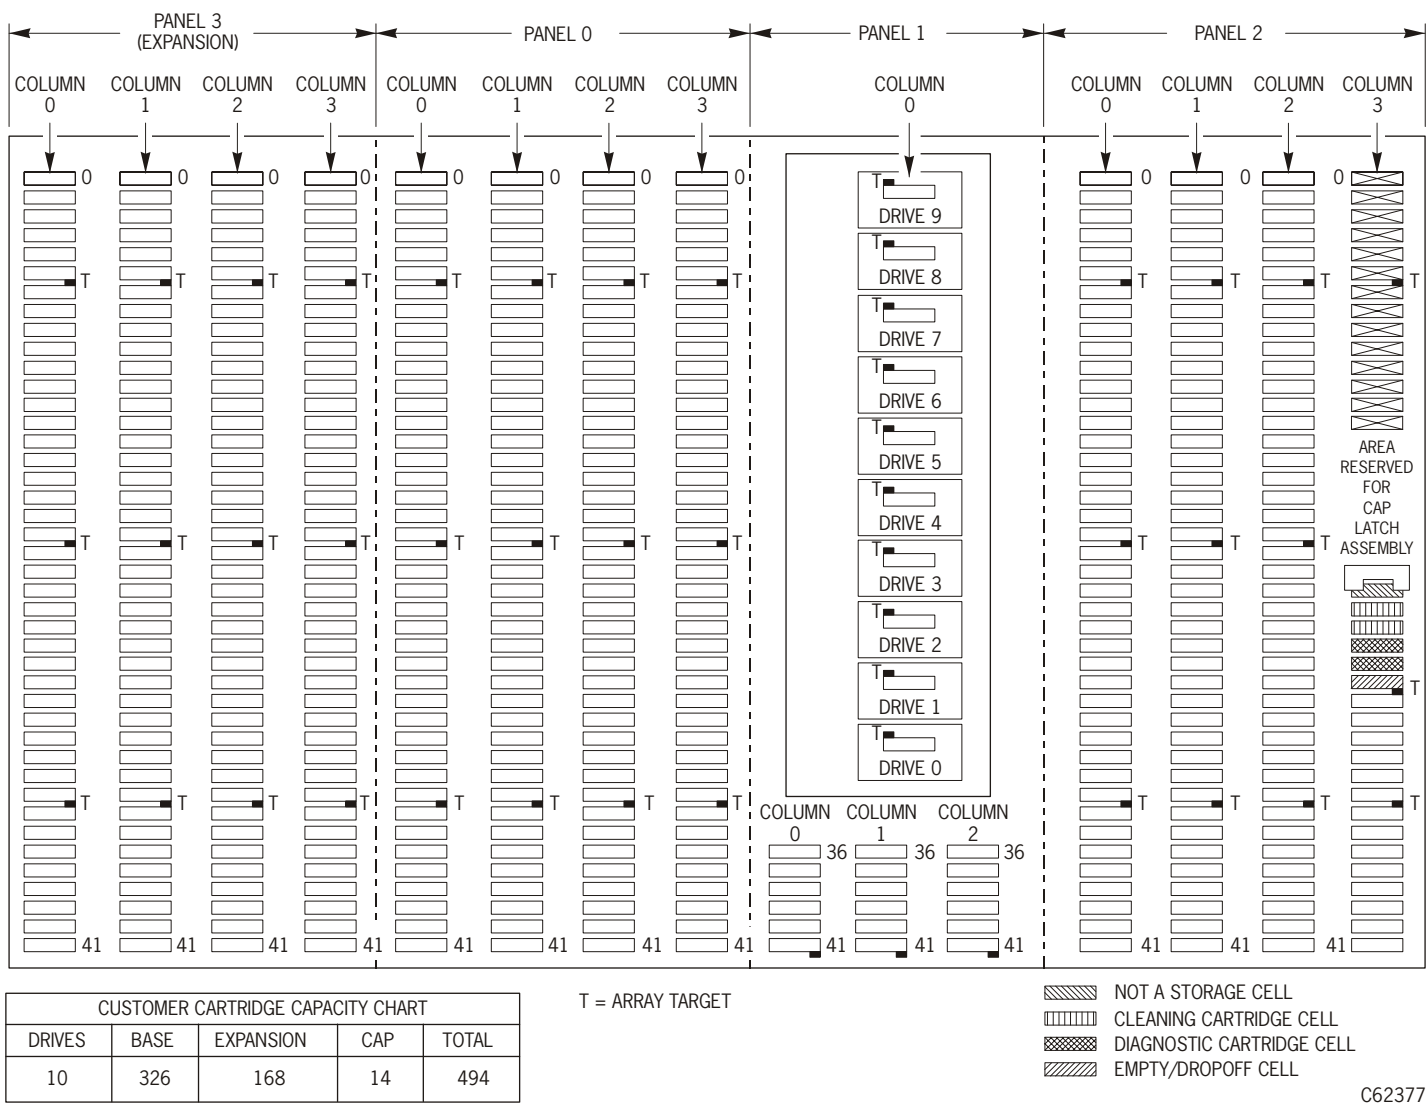 PANEL 3
(EXPANSION)
PANEL 0
PANEL 1
PANEL 2
COLUMN 0
COLUMN 1
COLUMN 2
COLUMN 3
COLUMN 0
COLUMN 1
COLUMN 2
COLUMN 3
COLUMN 0
COLUMN 0
COLUMN 1
COLUMN 2
COLUMN 3
0 0 0 0 0 0 0 0 0 0 0
T DRIVE 9
T DRIVE 8
T T T T T T T T T T T T
T DRIVE 7
T DRIVE 6
T DRIVE 5
T DRIVE 4
AREA
RESERVED
FOR
CAP
LATCH
ASSEMBLY
T T T T T T T T T T T
T DRIVE 3
T DRIVE 2
T DRIVE 1
T
T DRIVE 0
T T T T T T T T T T T T
COLUMN 0
COLUMN 1
COLUMN 2
36 36 36
41 41 41 41 41 41 41 41 41 41 41 41 41 41
CUSTOMER CARTRIDGE CAPACITY CHART
DRIVES BASE EXPANSION CAP TOTAL
10 326 168 14 494
T = ARRAY TARGET
NOT A STORAGE CELL
CLEANING CARTRIDGE CELL
DIAGNOSTIC CARTRIDGE CELL
EMPTY/DROPOFF CELL
C62377